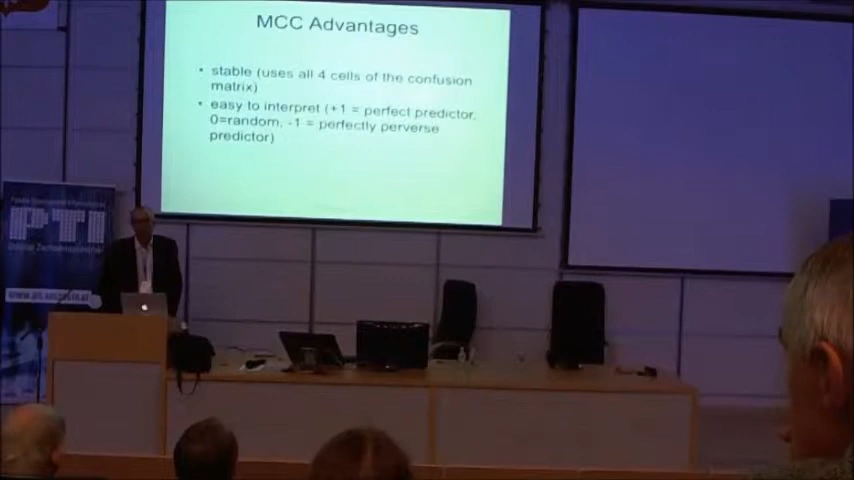 MCC Advantages
• stable (uses all 4 cells of the confusion
matrix)
• easy to interpret (+1 = perfect predictor,
0=random, -1 = perfectly perverse
predictor)
PTI